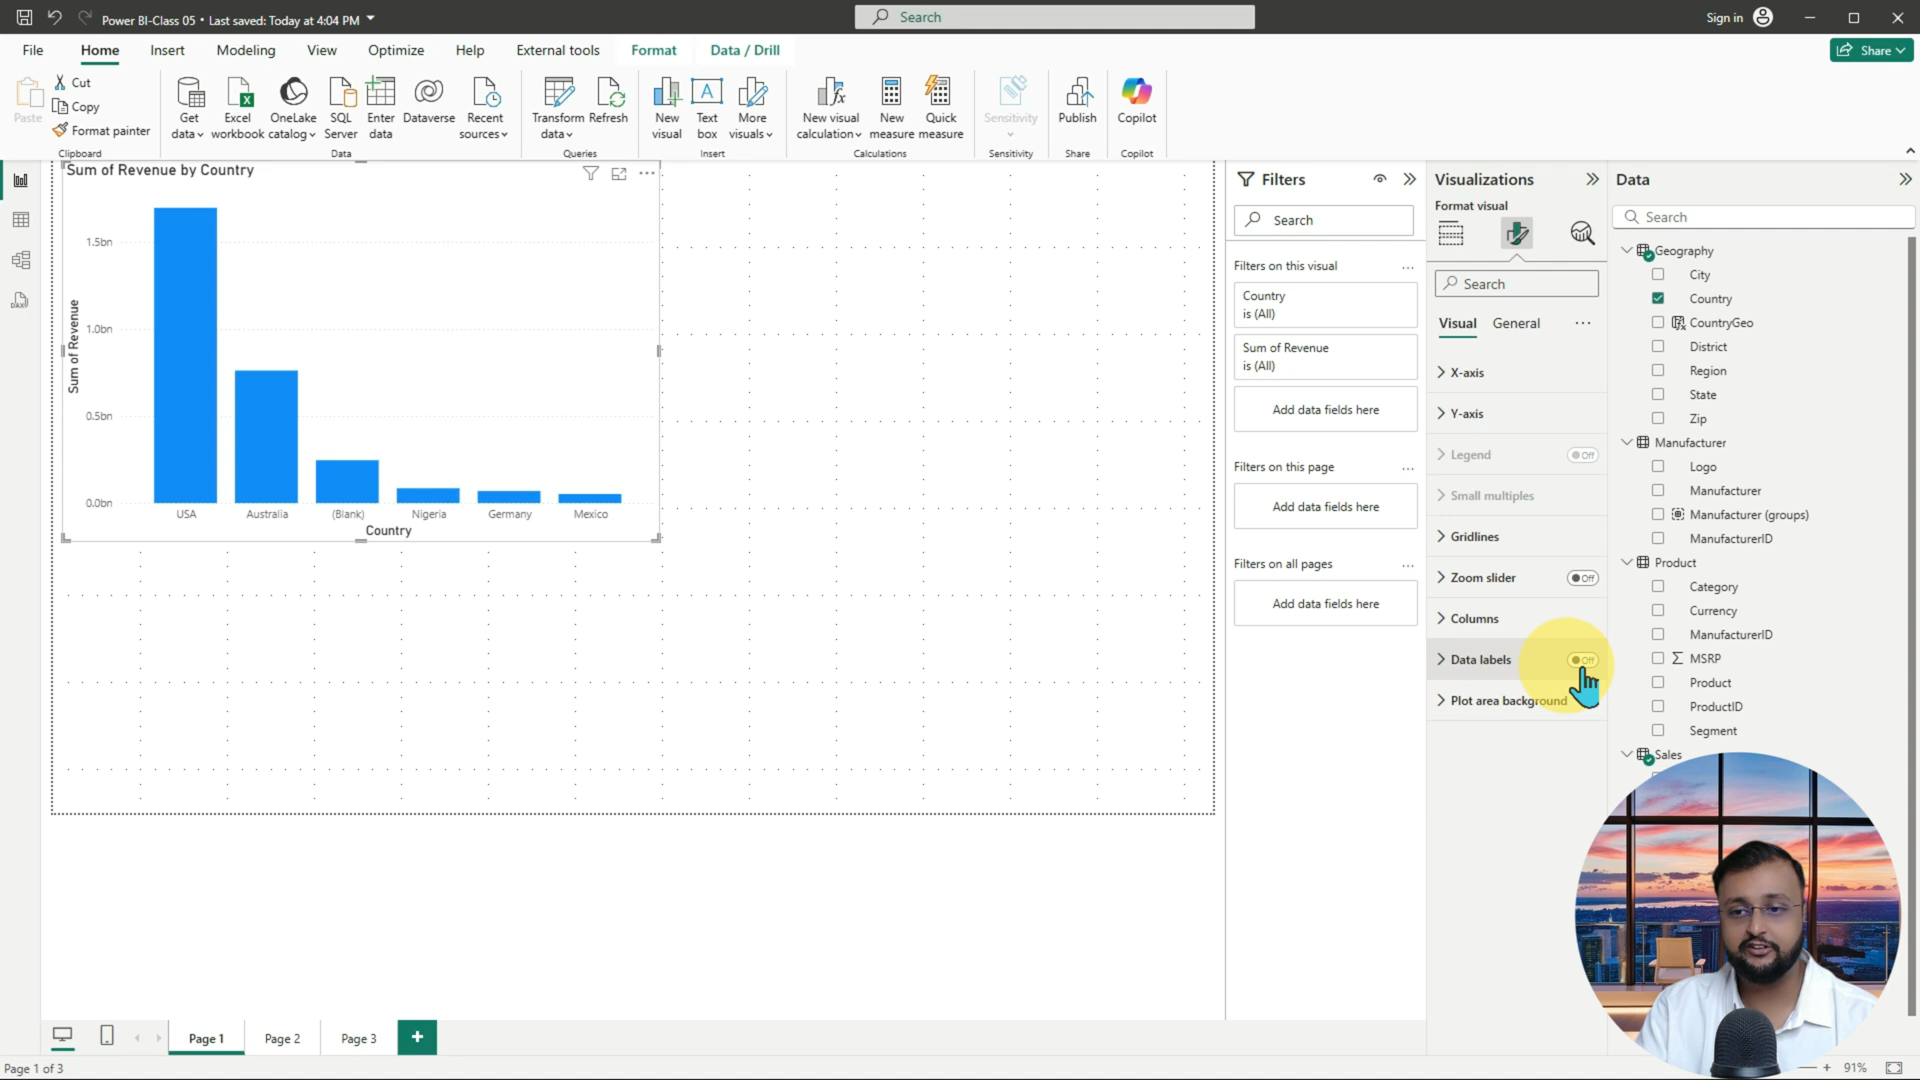 Power BI-Class 05 • Last saved: Today at 4:04 PM
Search
Sign in
File
Home
Insert
Modeling
View
Optimize
Help
External tools
Format
Data / Drill
Share
Paste
Cut
Copy
Format painter
Clipboard
Get data
Excel workbook
OneLake catalog
SQL Server
Enter data
Dataverse
Recent sources
Data
Transform data
Refresh
Queries
New visual
Text box
More visuals
Insert
New visual calculation
New measure
Quick measure
Calculations
Sensitivity
Sensitivity
Publish
Share
Copilot
Copilot
Sum of Revenue by Country
1.5bn
1.0bn
0.5bn
0.0bn
Sum of Revenue
USA
Australia
(Blank)
Nigeria
Germany
Mexico
Country
Filters
Search
Filters on this visual
Country
is (All)
Sum of Revenue
is (All)
Add data fields here
Filters on this page
Add data fields here
Filters on all pages
Add data fields here
Visualizations
Format visual
Search
Visual
General
X-axis
Y-axis
Legend
Off
Small multiples
Gridlines
Zoom slider
Off
Columns
Data labels
Off
Plot area background
Data
Search
Geography
City
Country
CountryGeo
District
Region
State
Zip
Manufacturer
Logo
Manufacturer
Manufacturer (groups)
ManufacturerID
Product
Category
Currency
ManufacturerID
MSRP
Product
ProductID
Segment
Sales
Page 1
Page 2
Page 3
Page 1 of 3
91%